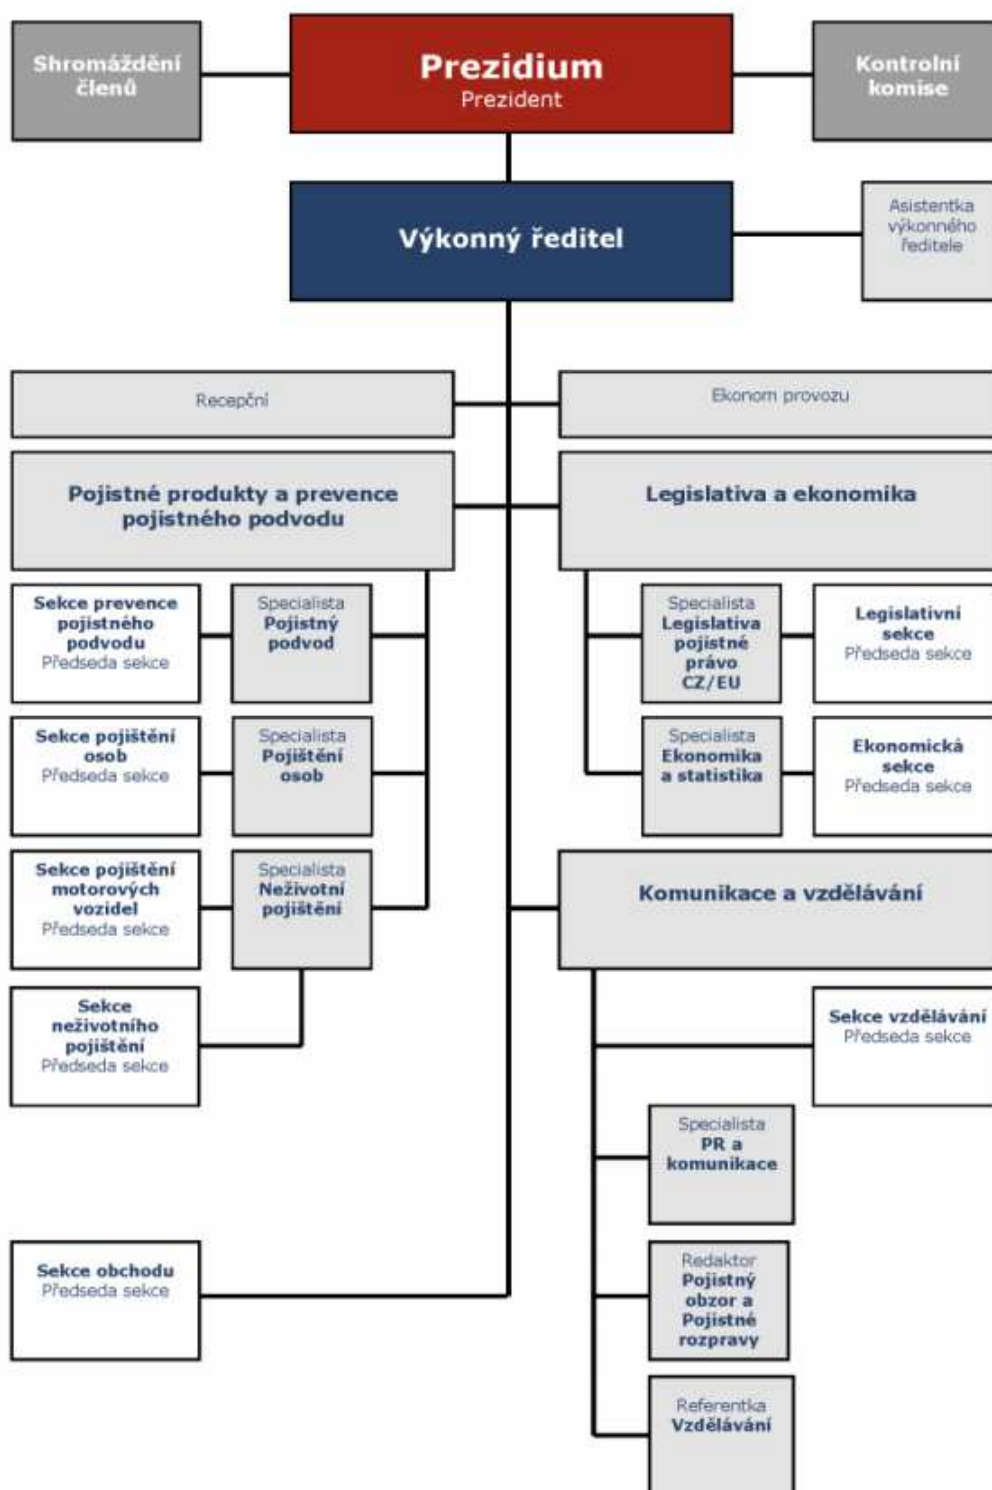 Shromáždění
členů
Prezidium
Prezident
Kontrolní
komise
Výkonný ředitel
Asistentka
výkonného
ředitele
Recepční
Ekonom provozu
Pojistné produkty a prevence
pojistného podvodu
Legislativa a ekonomika
Sekce prevence
pojistného
podvodu
Předseda sekce
Specialista
Pojistný
podvod
Specialista
Legislativa
pojistné
právo
CZ/EU
Legislativní
sekce
Předseda sekce
Sekce pojištění
osob
Předseda sekce
Specialista
Pojištění
osob
Specialista
Ekonomika
a statistika
Ekonomická
sekce
Předseda sekce
Sekce pojištění
motorových
vozidel
Předseda sekce
Specialista
Neživotní
pojištění
Komunikace a vzdělávání
Sekce
neživotního
pojištění
Předseda sekce
Sekce vzdělávání
Předseda sekce
Specialista
PR a
komunikace
Sekce obchodu
Předseda sekce
Redaktor
Pojistný
obzor a
Pojistné
rozpravy
Referentka
Vzdělávání